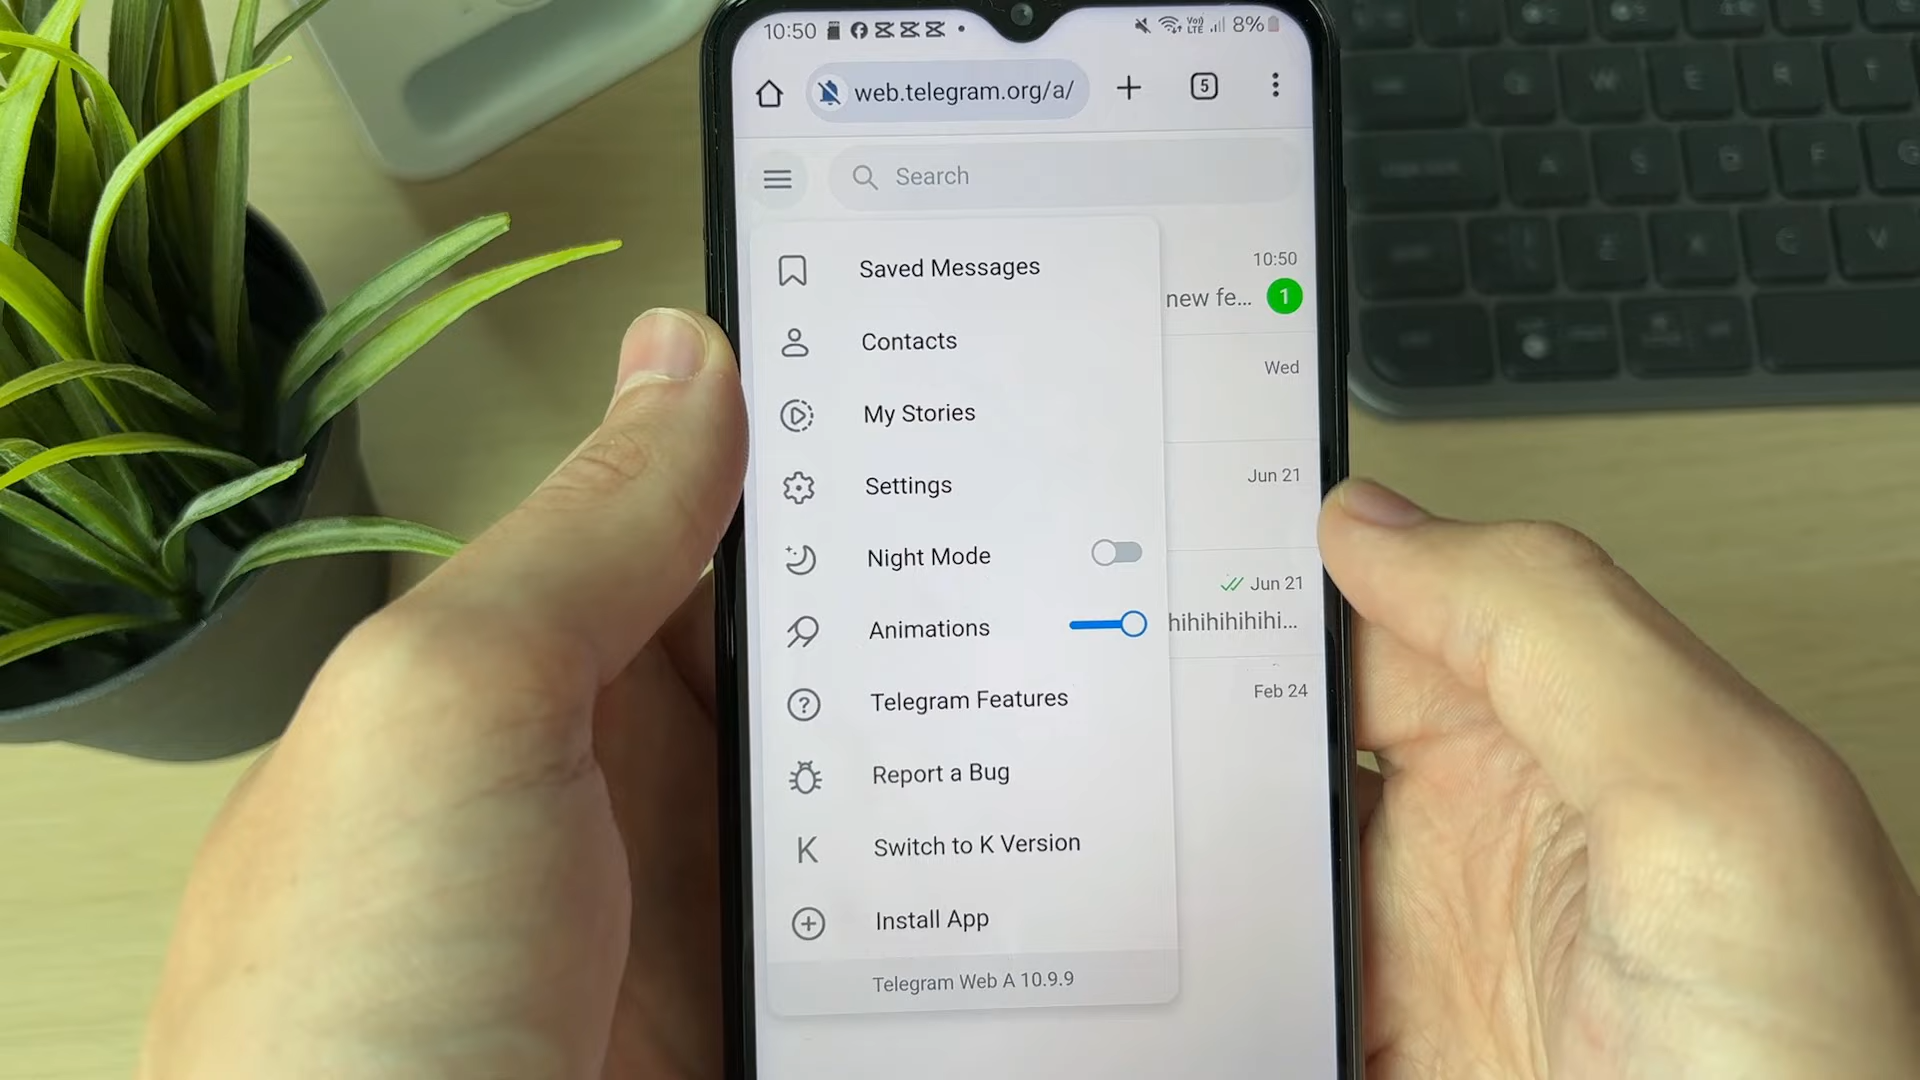 10:50 8%
web.telegram.org/a/ 5
Search
Saved Messages
10:50
new fe... 1
Contacts
Wed
My Stories
Jun 21
Settings
Night Mode
Jun 21
Animations
hihihihihihi...
Telegram Features
Feb 24
Report a Bug
K Switch to K Version
Install App
Telegram Web A 10.9.9
Q W E R T
A S D F G
C V